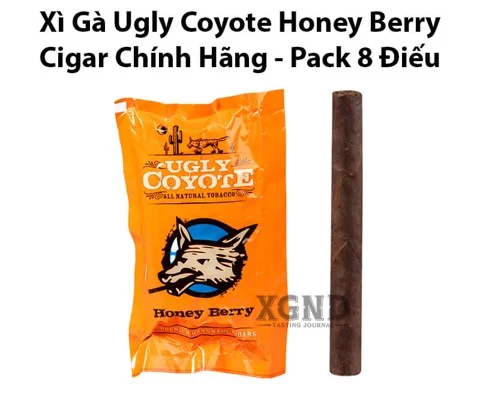 Xì Gà Ugly Coyote Honey Berry
Cigar Chính Hãng - Pack 8 Điếu
UGLY
COYOTE
ALL NATURAL TOBACCO
Honey Berry
XGND
TASTING JOURNAL